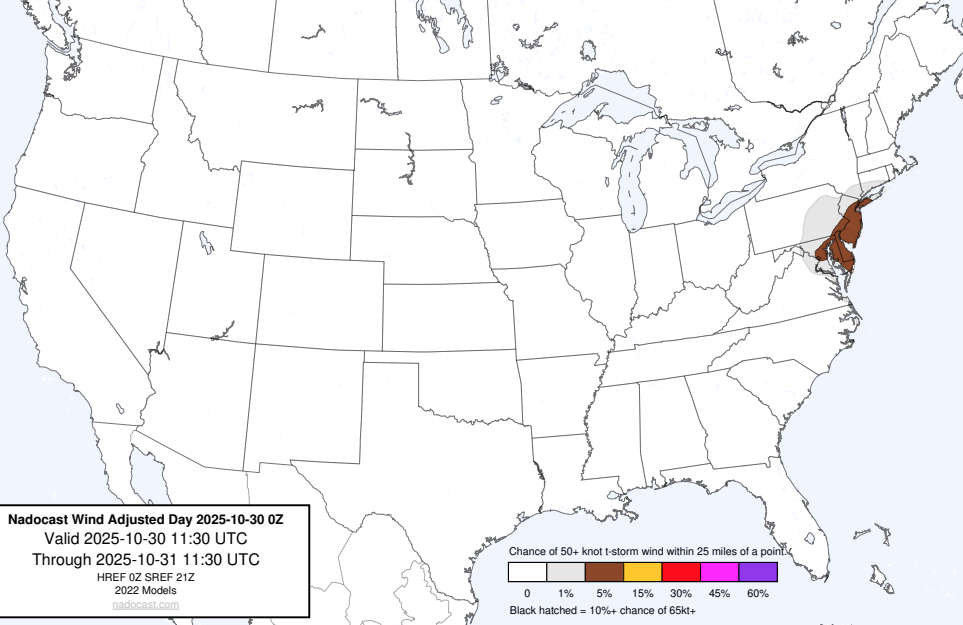 Nadocast Wind Adjusted Day 2025-10-30 0Z
Valid 2025-10-30 11:30 UTC
Through 2025-10-31 11:30 UTC
HREF 0Z SREF 21Z
2022 Models
nadocast.com
Chance of 50+ knot t-storm wind within 25 miles of a point.
0 1% 5% 15% 30% 45% 60%
Black hatched = 10%+ chance of 65kt+